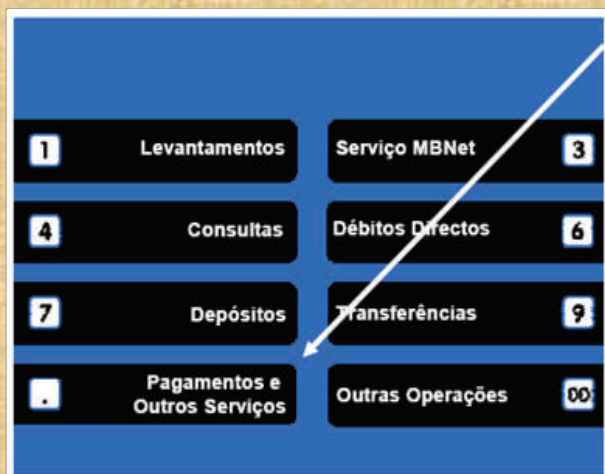 1 Levantamentos
Serviço MBNet 3
4 Consultas
Débitos Directos 6
7 Depósitos
Transferências 9
. Pagamentos e
Outros Serviços
Outras Operações 00